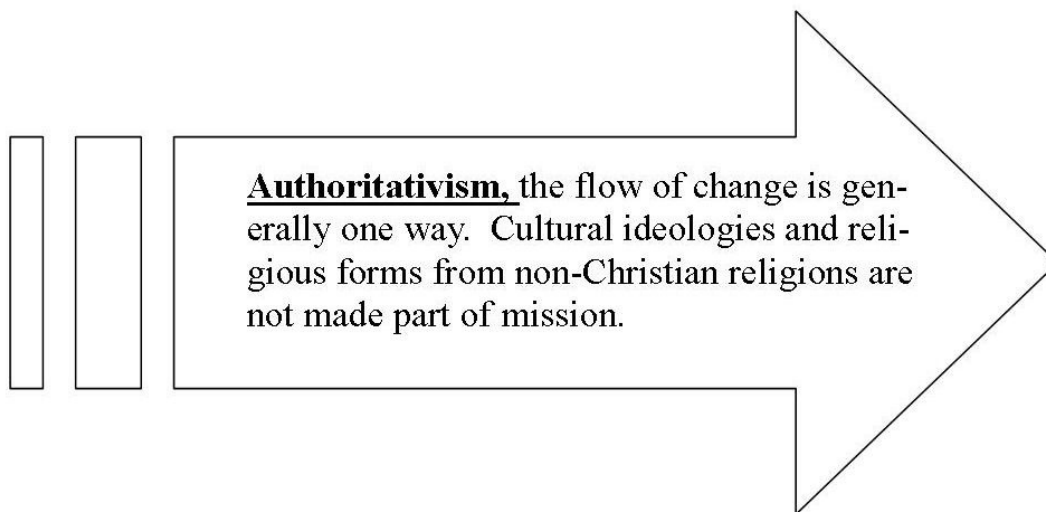 Authoritativism, the flow of change is gen-
erally one way.  Cultural ideologies and reli-
gious forms from non-Christian religions are
not made part of mission.